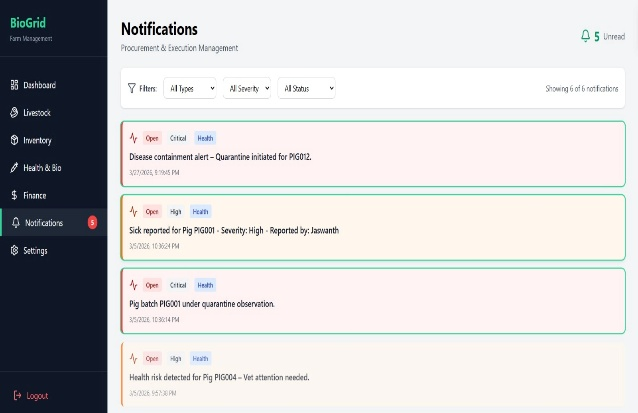 BioGrid
Farm Management
Dashboard
Livestock
Inventory
Health & Bio
Finance
Notifications 5
Settings
Logout
Notifications
Procurement & Execution Management
5 Unread
Filters: All Types All Severity All Status
Showing 6 of 6 notifications
Open Critical Health
Disease containment alert – Quarantine initiated for PIG012.
3/27/2026, 9:19:45 PM
Open High Health
Sick reported for Pig PIG001 - Severity: High - Reported by: Jaswanth
3/5/2026, 10:36:24 PM
Open Critical Health
Pig batch PIG001 under quarantine observation.
3/5/2026, 10:36:14 PM
Open High Health
Health risk detected for Pig PIG004 – Vet attention needed.
3/5/2026, 9:57:38 PM